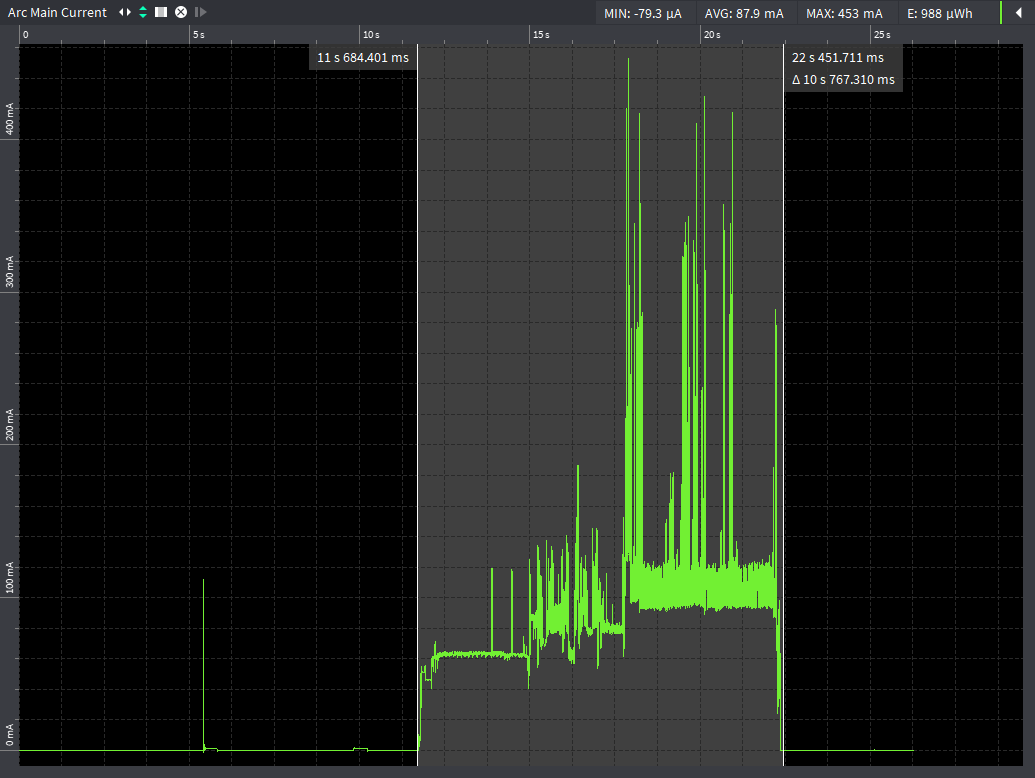 Arc Main Current
MIN: -79.3 µA AVG: 87.9 mA MAX: 453 mA E: 988 µWh
0 5 s 10 s 15 s 20 s 25 s
11 s 684.401 ms
22 s 451.711 ms
Δ 10 s 767.310 ms
400 mA
300 mA
200 mA
100 mA
0 mA